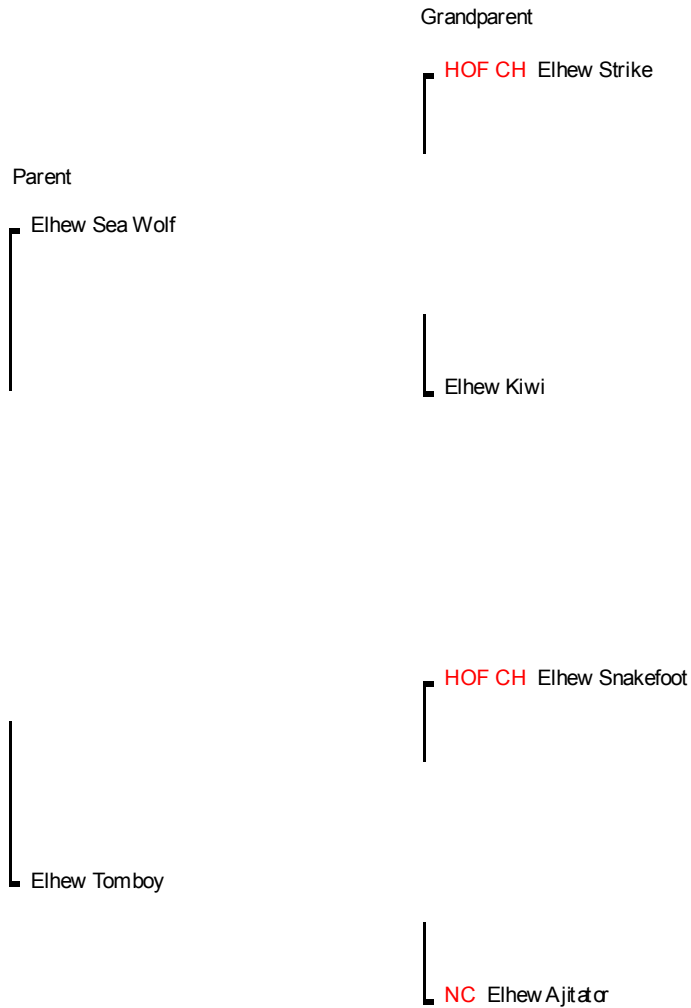 Grandparent
HOF CH Elhew Strike
Parent
Elhew Sea Wolf
Elhew Kiwi
HOF CH Elhew Snakefoot
Elhew Tomboy
NC Elhew Ajitator